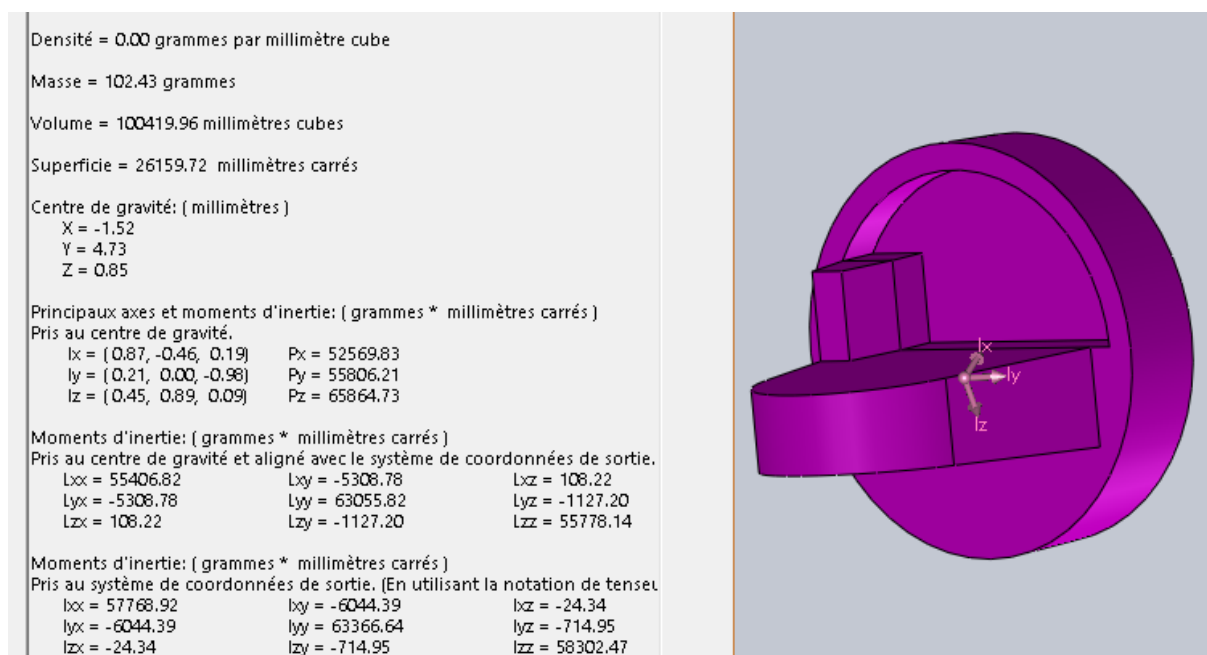 Densité = 0.00 grammes par millimètre cube
Masse = 102.43 grammes
Volume = 100419.96 millimètres cubes
Superficie = 26159.72 millimètres carrés
Centre de gravité: ( millimètres )
X = -1.52
Y = 4.73
Z = 0.85
Principaux axes et moments d'inertie: ( grammes * millimètres carrés )
Pris au centre de gravité.
Ix = ( 0.87, -0.46, 0.19) Px = 52569.83
Iy = ( 0.21, 0.00, -0.98) Py = 55806.21
Iz = ( 0.45, 0.89, 0.09) Pz = 65864.73
Moments d'inertie: ( grammes * millimètres carrés )
Pris au centre de gravité et aligné avec le système de coordonnées de sortie.
Lxx = 55406.82 Lxy = -5308.78 Lxz = 108.22
Lyx = -5308.78 Lyy = 63055.82 Lyz = -1127.20
Lzx = 108.22 Lzy = -1127.20 Lzz = 55778.14
Moments d'inertie: ( grammes * millimètres carrés )
Pris au système de coordonnées de sortie. (En utilisant la notation de tenseu
Ixx = 57768.92 Ixy = -6044.39 Ixz = -24.34
Iyx = -6044.39 Iyy = 63366.64 Iyz = -714.95
Izx = -24.34 Izy = -714.95 Izz = 58302.47
Ix
Iy
Iz